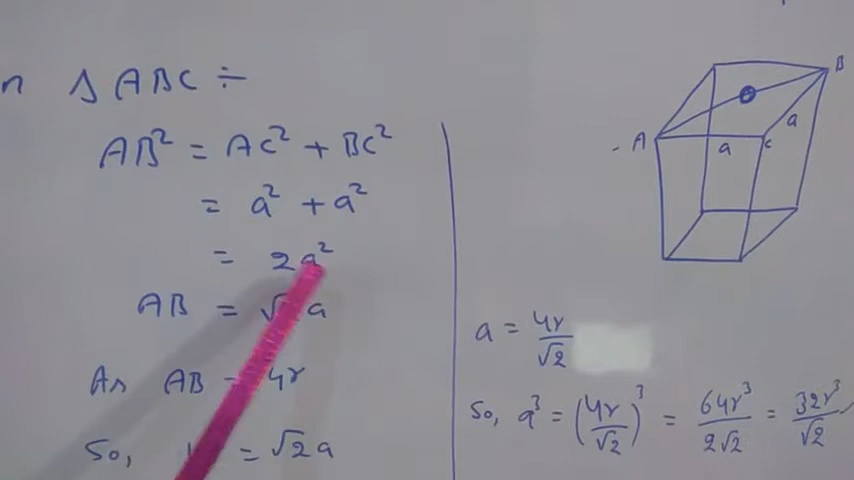 n Δ ABC ÷
AB² = AC² + BC²
= a² + a²
= 2a²
AB = √ a
As AB = 4r
So, = √2 a
A
B
C
a
a
a = 4r/√2
So, a³ = (4r/√2)³ = 64r³/2√2 = 32r³/√2